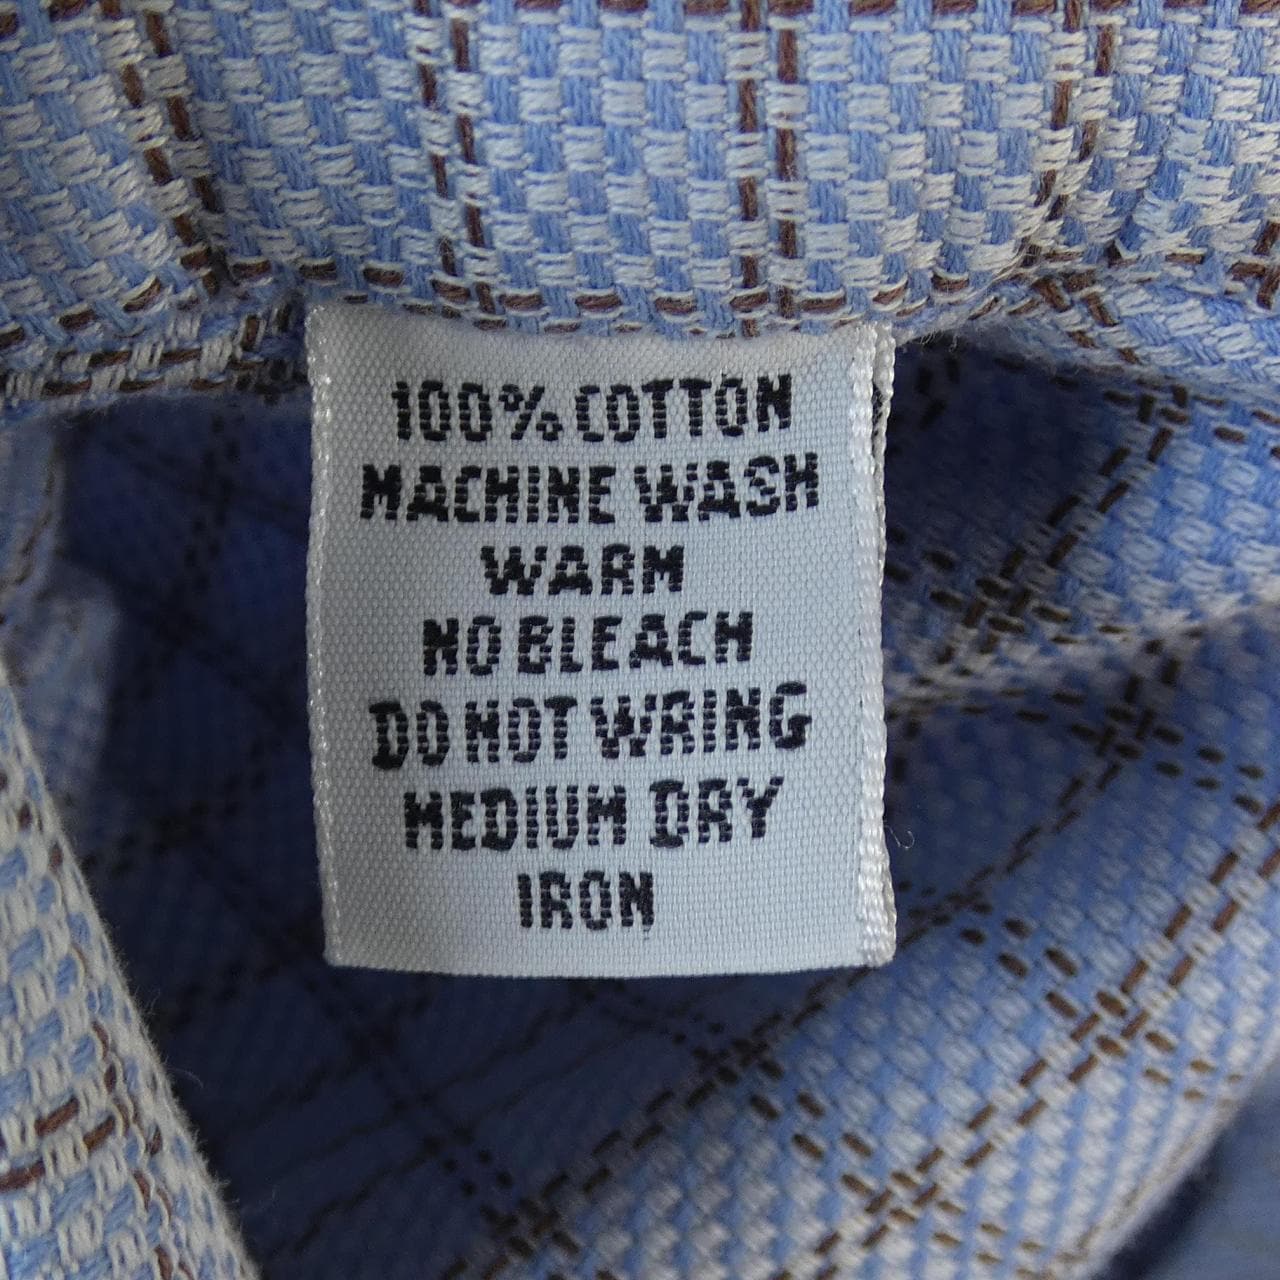 100% COTTON
MACHINE WASH
WARM
NO BLEACH
DO NOT WRING
MEDIUM DRY
IRON